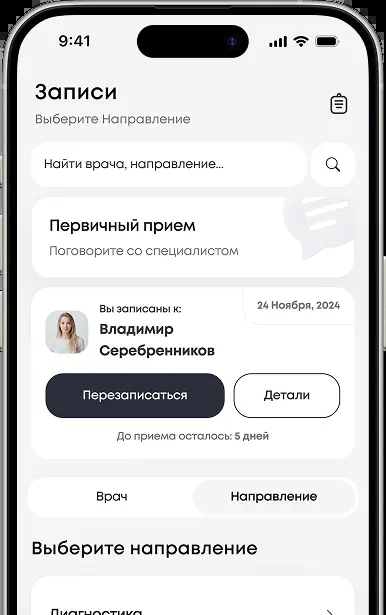 9:41
Записи
Выберите Направление
Найти врача, направление...
Первичный прием
Поговорите со специалистом
24 Ноября, 2024
Вы записаны к:
Владимир
Серебренников
Перезаписаться
Детали
До приема осталось: 5 дней
Врач
Направление
Выберите направление
Диагностика